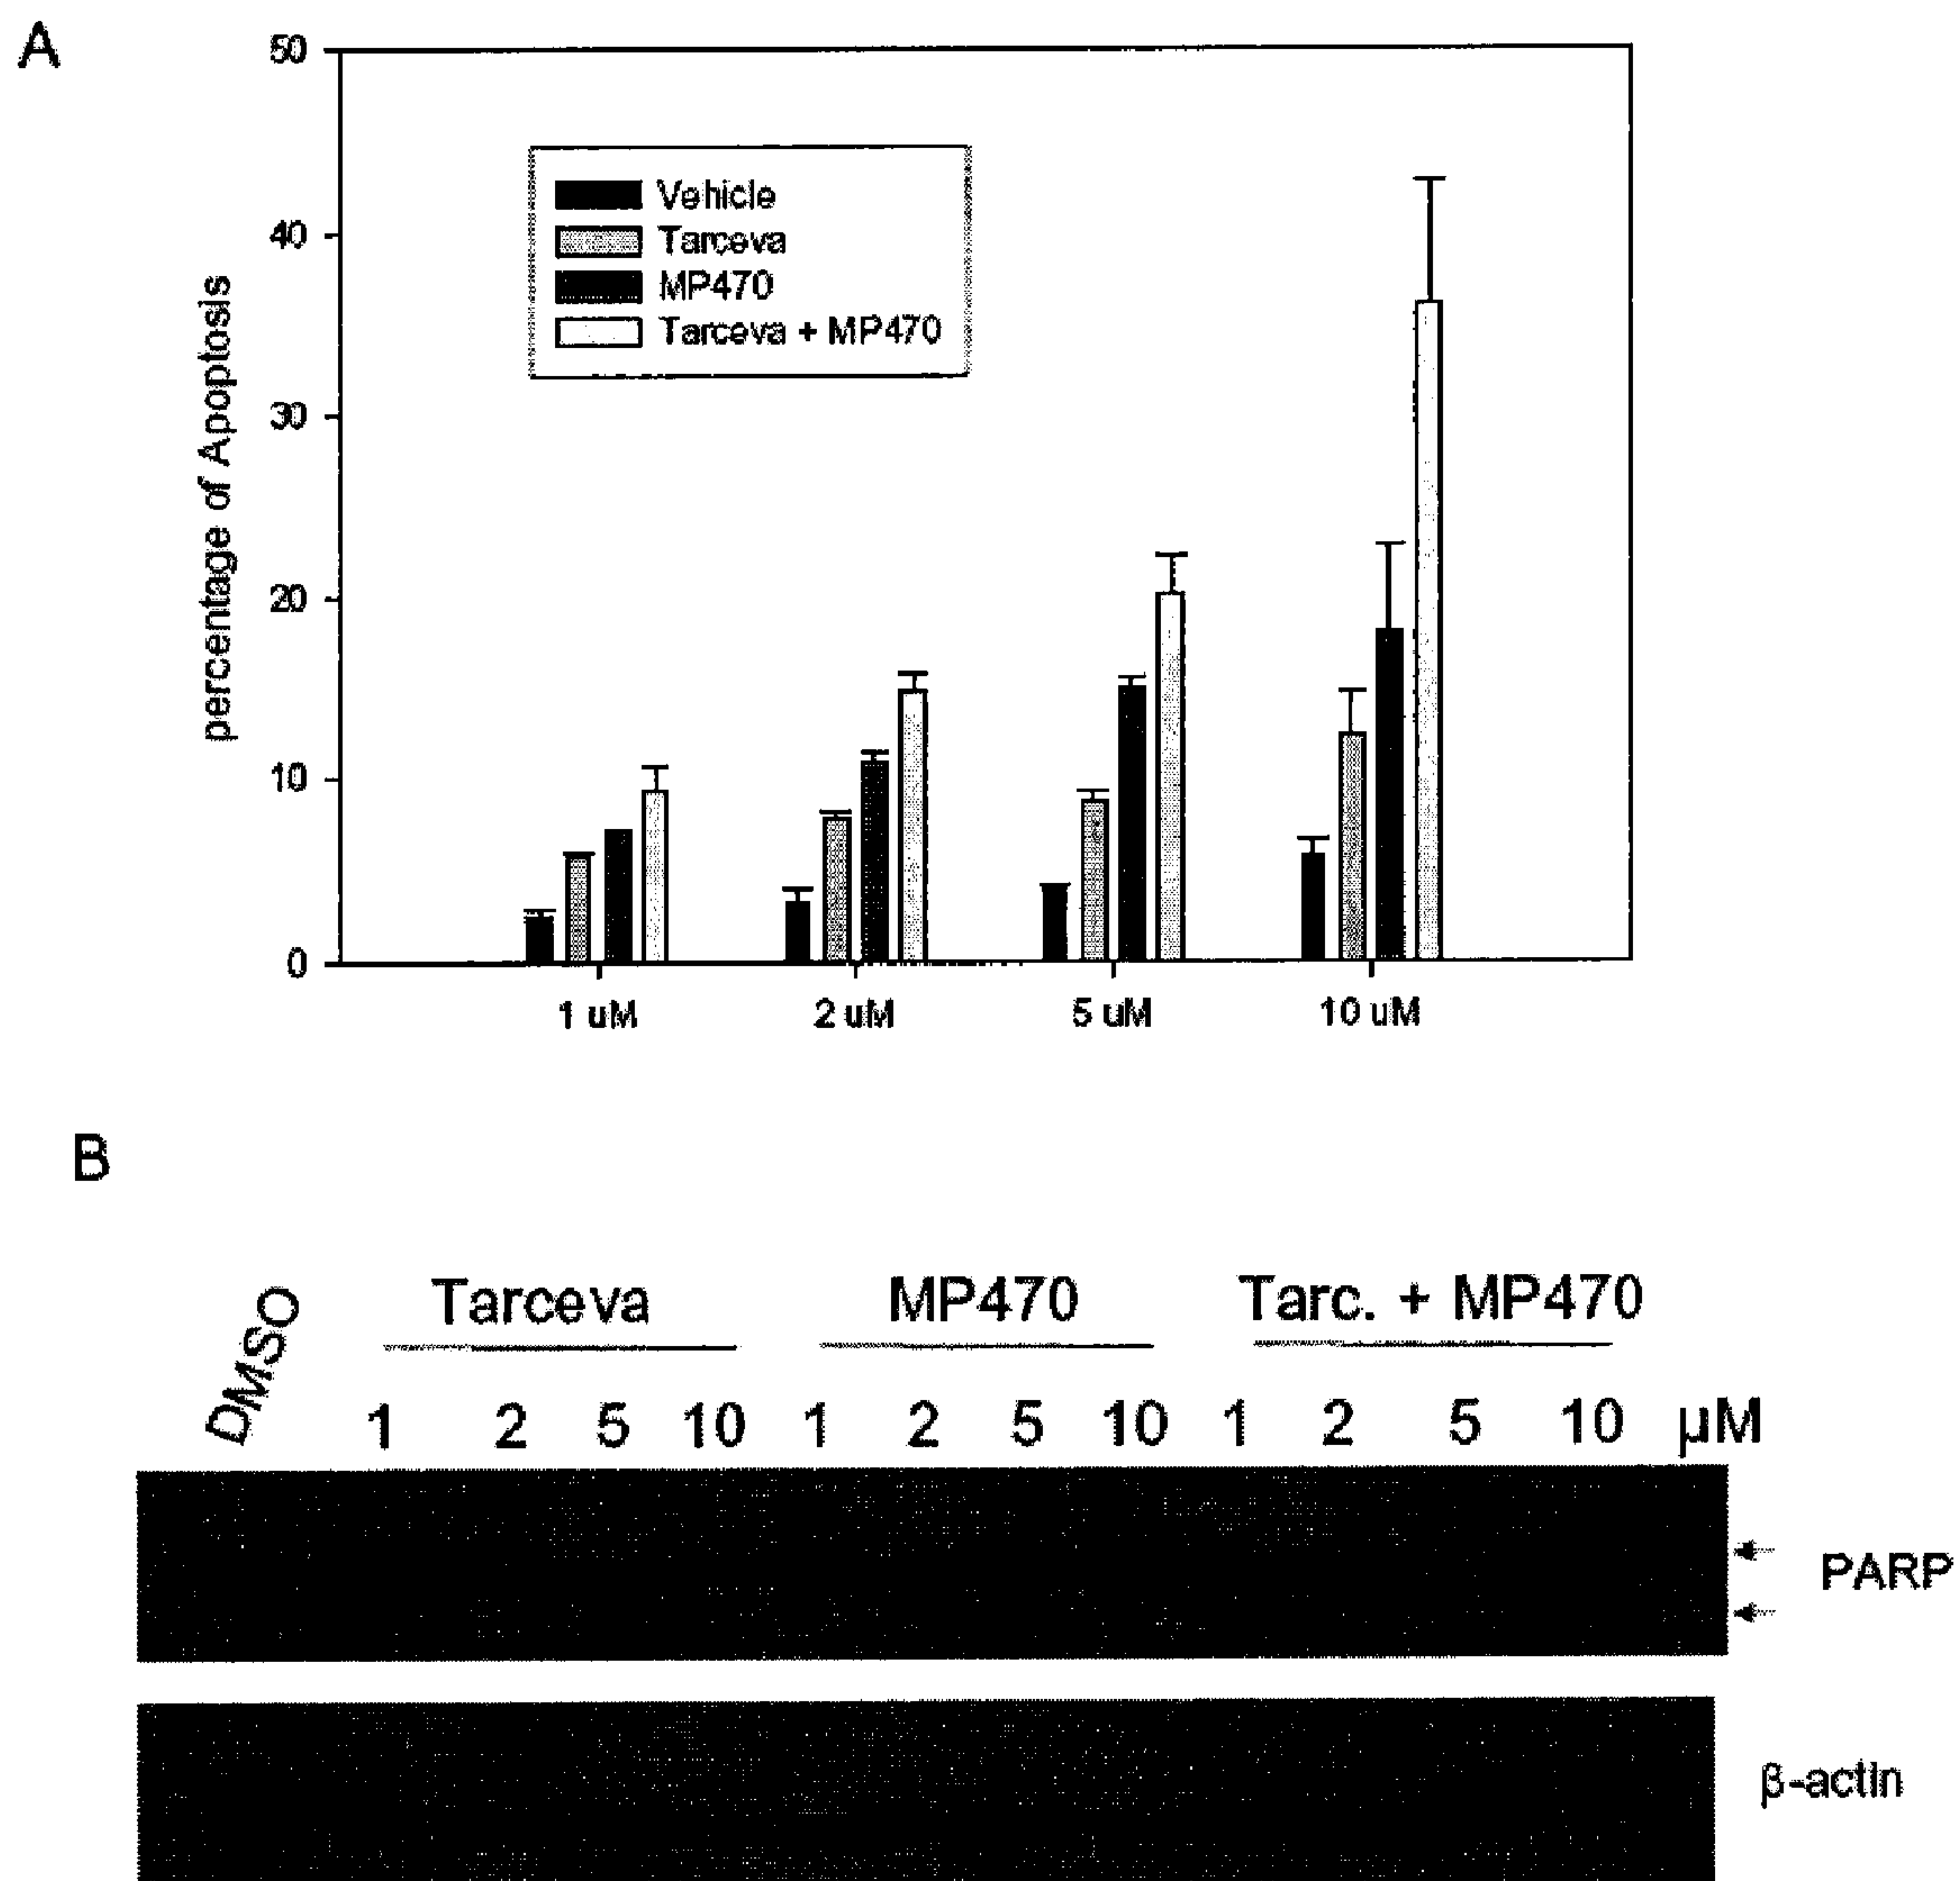 A
50
40
30
20
10
0
percentage of Apoptosis
Vehicle
Tarceva
MP470
Tarceva + MP470
1 uM 2 uM 5 uM 10 uM
B
DMSO
Tarceva MP470 Tarc. + MP470
1 2 5 10 1 2 5 10 1 2 5 10 µM
PARP
β-actin